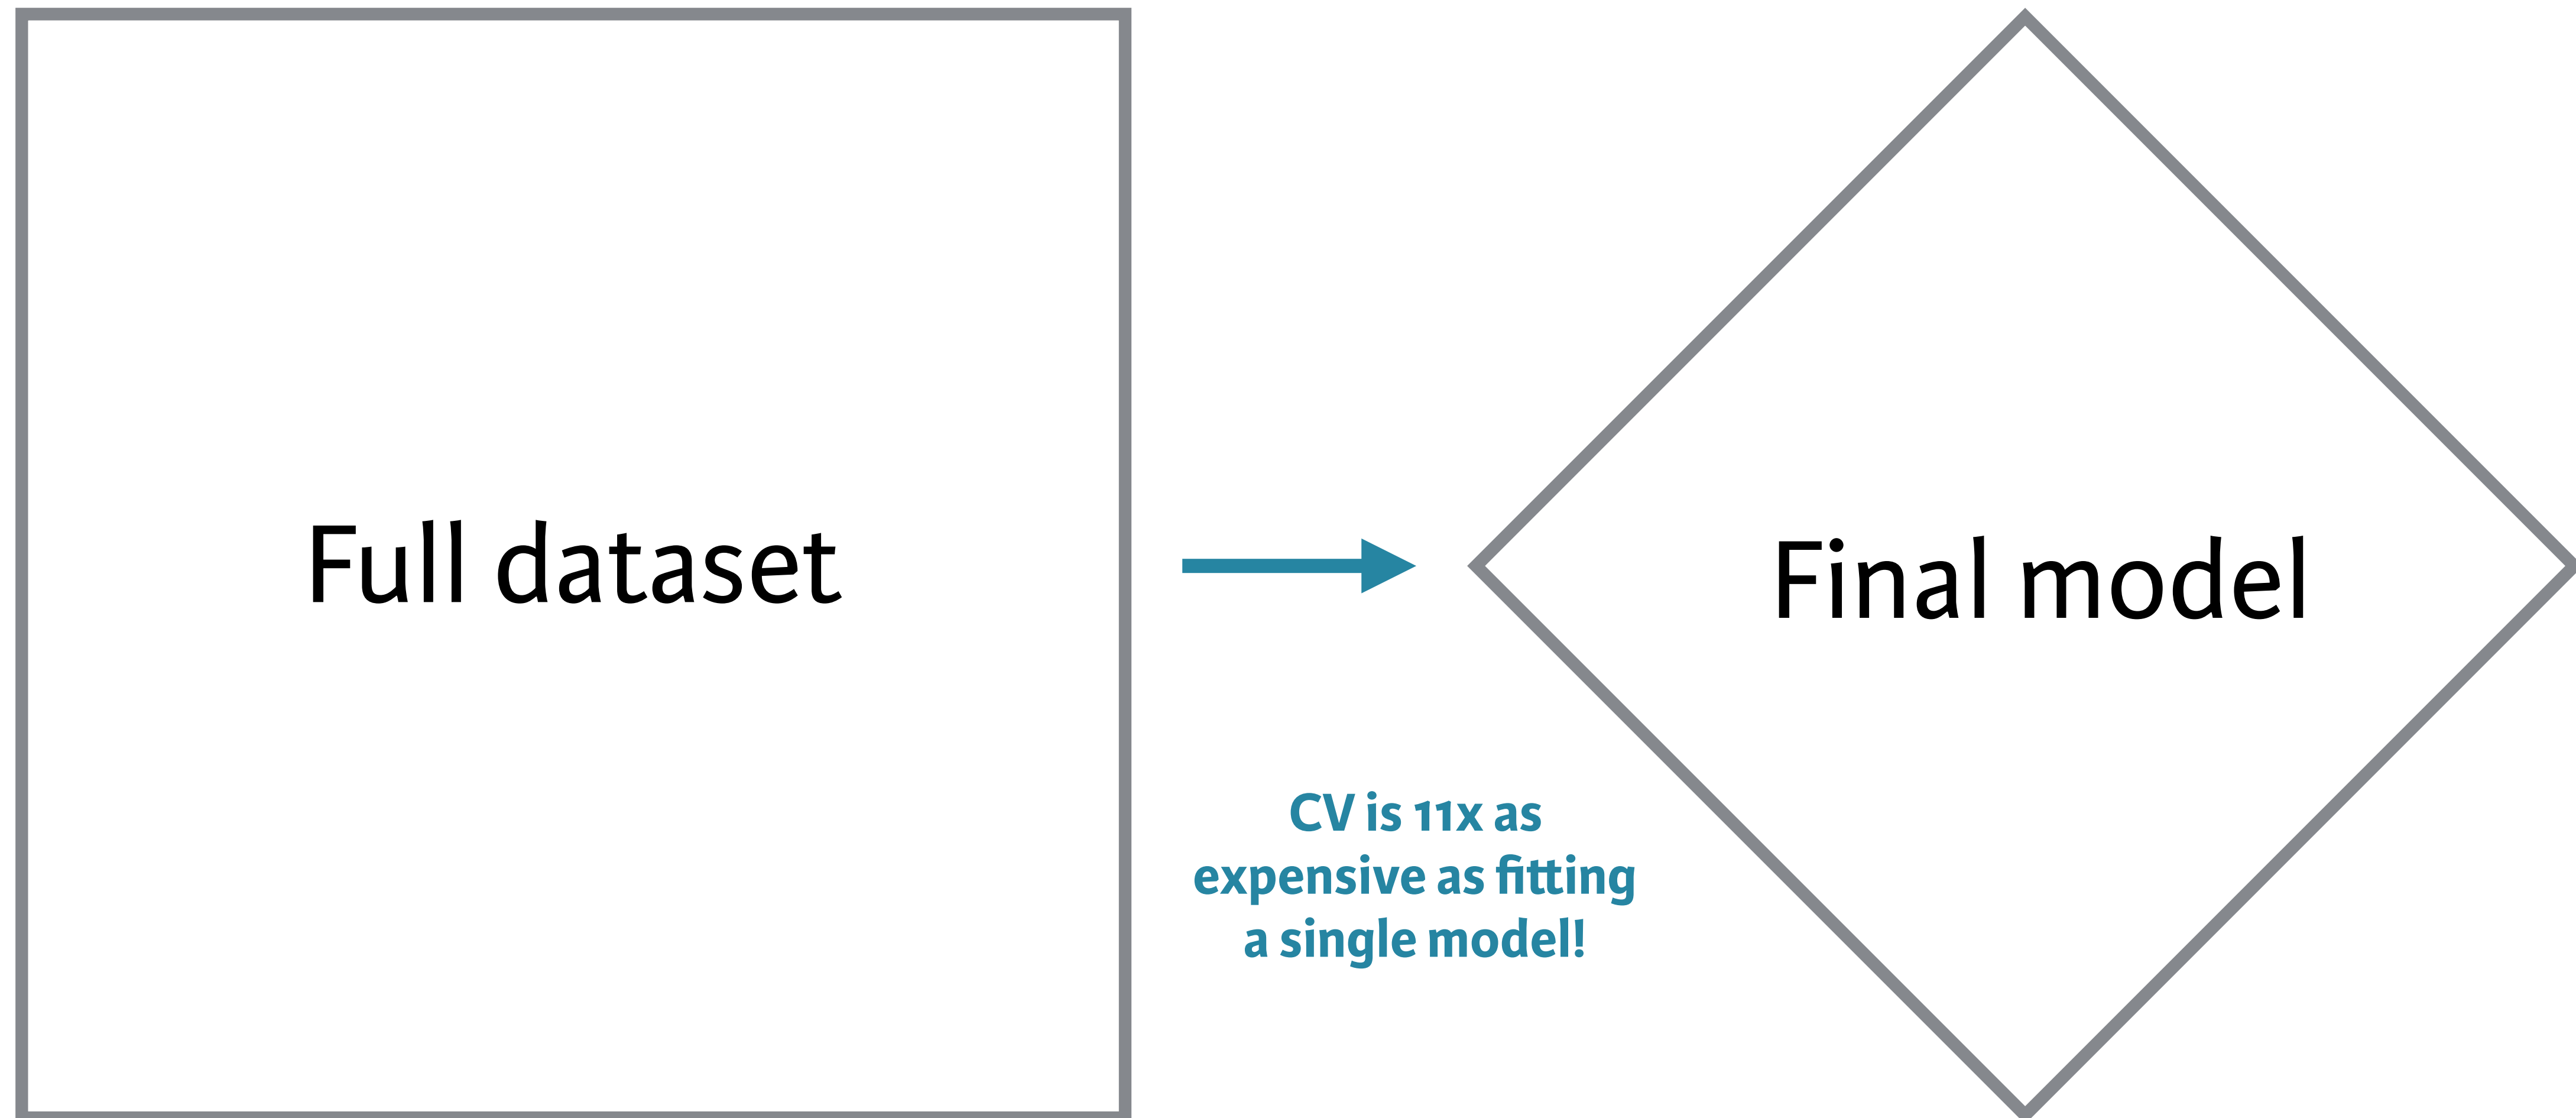 Full dataset
Final model
CV is 11x as
expensive as fitting
a single model!